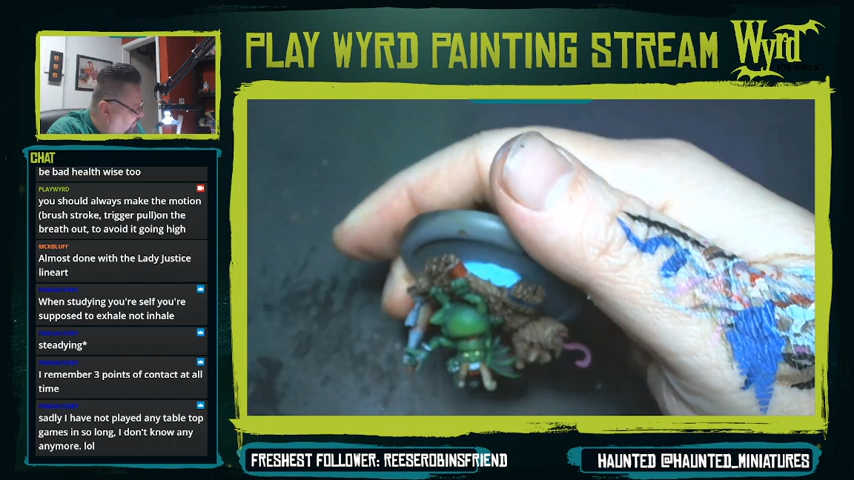 PLAY WYRD PAINTING STREAM
Wyrd
CHAT
be bad health wise too
PLAYWYRD
you should always make the motion
(brush stroke, trigger pull)on the
breath out, to avoid it going high
MCKBLUFF
Almost done with the Lady Justice
lineart
When studying you're self you're
supposed to exhale not inhale
steadying*
I remember 3 points of contact at all
time
sadly I have not played any table top
games in so long, I don't know any
anymore. lol
FRESHEST FOLLOWER: REESEROBINSFRIEND
HAUNTED @HAUNTED_MINIATURES